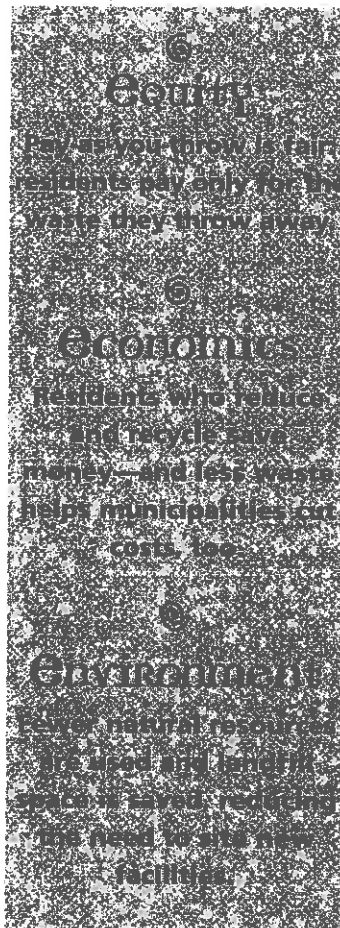 equity
Pay as you throw is fair;
residents pay only for the
waste they throw away.
economics
Residents who reduce
and recycle save
money—and less waste
helps municipalities cut
costs, too.
environment
Fewer natural resources
are used and landfill
space is saved, reducing
the need to site new
facilities.